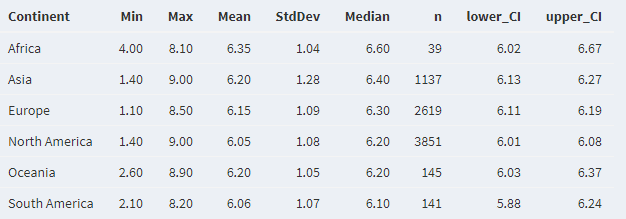 Continent Min Max Mean StdDev Median n lower_CI upper_CI
Africa 4.00 8.10 6.35 1.04 6.60 39 6.02 6.67
Asia 1.40 9.00 6.20 1.28 6.40 1137 6.13 6.27
Europe 1.10 8.50 6.15 1.09 6.30 2619 6.11 6.19
North America 1.40 9.00 6.05 1.08 6.20 3851 6.01 6.08
Oceania 2.60 8.90 6.20 1.05 6.20 145 6.03 6.37
South America 2.10 8.20 6.06 1.07 6.10 141 5.88 6.24